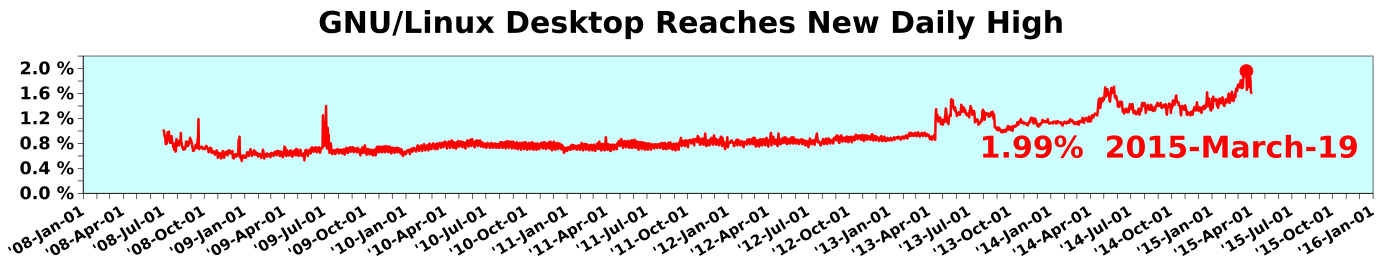 GNU/Linux Desktop Reaches New Daily High
2.0 %
1.6 %
1.2 %
0.8 %
0.4 %
0.0 %
1.99%  2015-March-19
'08-Jan-01
'08-Apr-01
'08-Jul-01
'08-Oct-01
'09-Jan-01
'09-Apr-01
'09-Jul-01
'09-Oct-01
'10-Jan-01
'10-Apr-01
'10-Jul-01
'10-Oct-01
'11-Jan-01
'11-Apr-01
'11-Jul-01
'11-Oct-01
'12-Jan-01
'12-Apr-01
'12-Jul-01
'12-Oct-01
'13-Jan-01
'13-Apr-01
'13-Jul-01
'13-Oct-01
'14-Jan-01
'14-Apr-01
'14-Jul-01
'14-Oct-01
'15-Jan-01
'15-Apr-01
'15-Jul-01
'15-Oct-01
'16-Jan-01